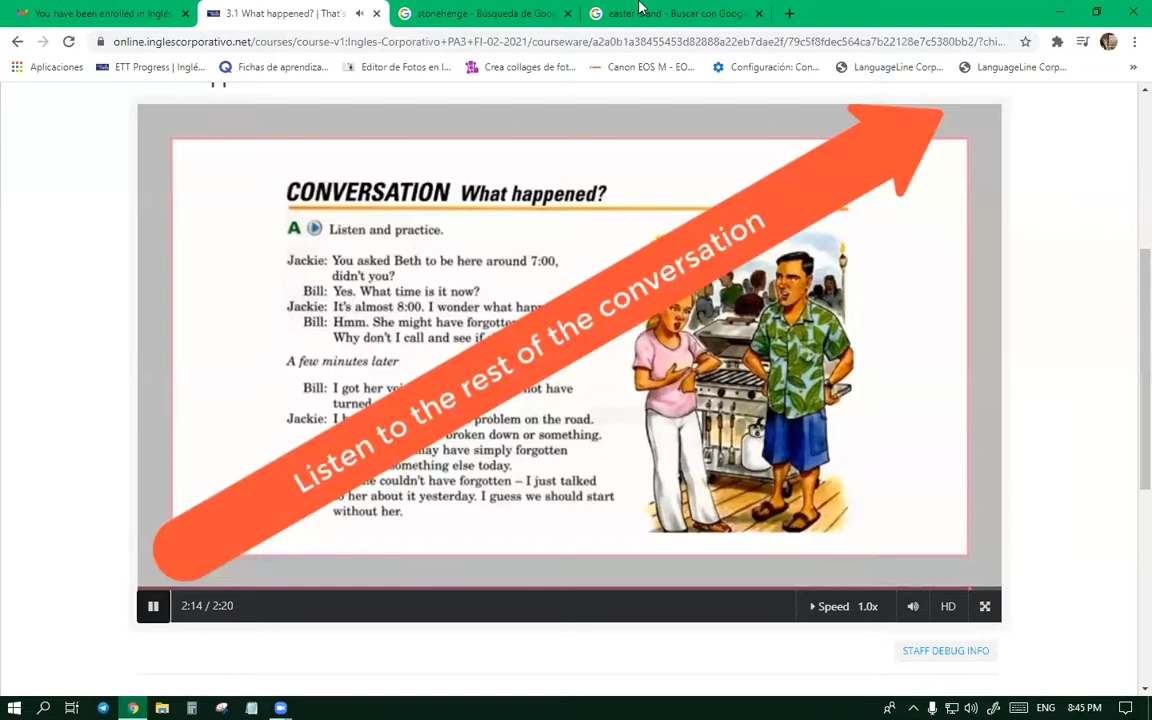 You have been enrolled in Inglés
3.1 What happened? | That's
stonehenge - Búsqueda de Goo
easter island - Buscar con Google
online.inglescorporativo.net/courses/course-v1:Ingles-Corporativo+PA3+FI-02-2021/courseware/a2a0b1a38455453d82888a22eb7dae2f/79c5f8fdec564ca7b22128e7c5380bb2/?chi...
Aplicaciones
ETT Progress | Inglé...
Fichas de aprendiza...
Editor de Fotos en l...
Crea collages de fot...
Canon EOS M - EO...
Configuración: Con...
LanguageLine Corp...
LanguageLine Corp...
CONVERSATION What happened?
A Listen and practice.
Jackie: You asked Beth to be here around 7:00,
didn't you?
Bill: Yes. What time is it now?
Jackie: It's almost 8:00. I wonder what
Bill: Hmm. She might have forgotten
Why don't I call and see if
A few minutes later
Bill: I got her not have
turned
Jackie: I problem on the road.
broken down or something.
may have simply forgotten
something else today.
couldn't have forgotten – I just talked
to her about it yesterday. I guess we should start
without her.
Listen to the rest of the conversation
2:14 / 2:20
Speed 1.0x
HD
STAFF DEBUG INFO
ENG
8:45 PM